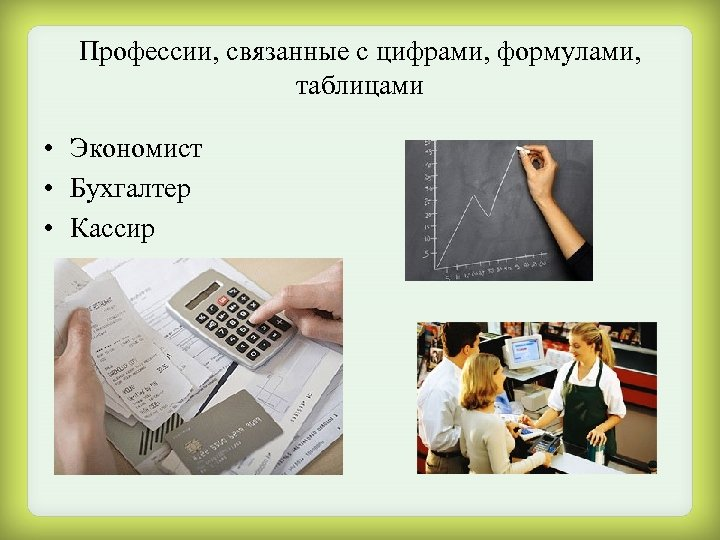 Профессии, связанные с цифрами, формулами,
таблицами
• Экономист
• Бухгалтер
• Кассир